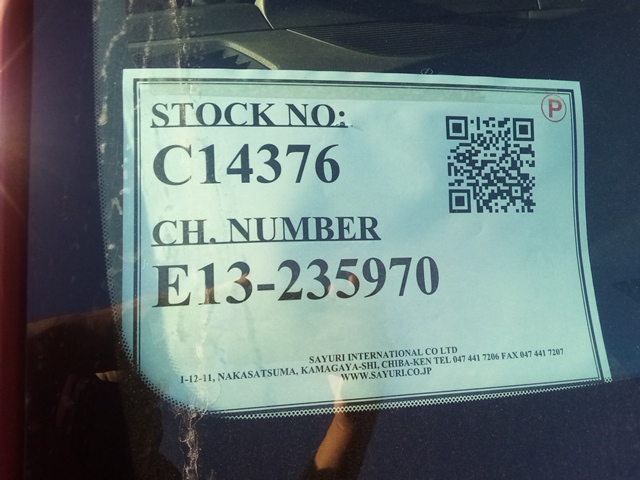 STOCK NO:
P
C14376
CH. NUMBER
E13-235970
SAYURI INTERNATIONAL CO LTD
1-12-11, NAKASATSUMA, KAMAGAYA-SHI, CHIBA-KEN TEL 047 441 7206 FAX 047 441 7207
WWW.SAYURI.CO.JP